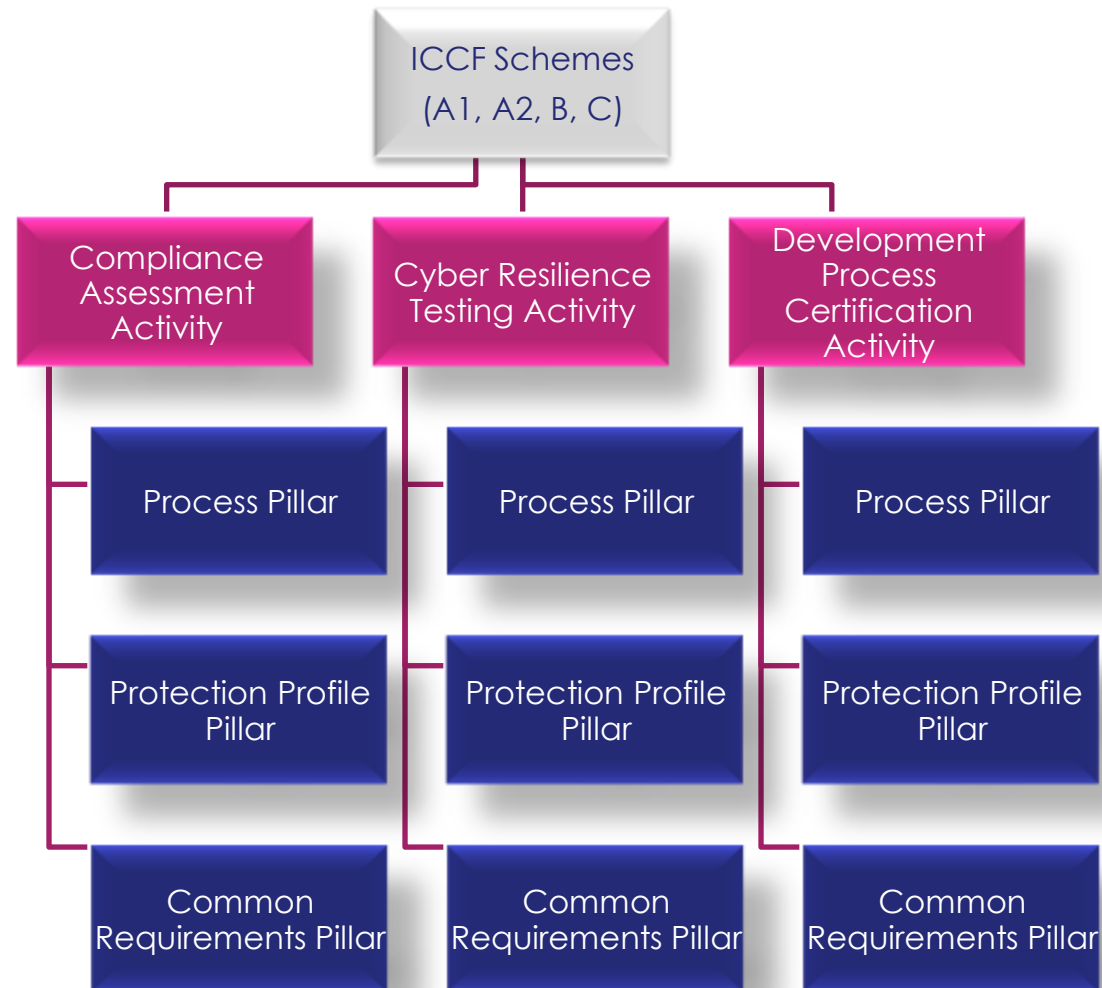 ICCF Schemes
(A1, A2, B, C)
Compliance
Assessment
Activity
Cyber Resilience
Testing Activity
Development
Process
Certification
Activity
Process Pillar
Process Pillar
Process Pillar
Protection Profile
Pillar
Protection Profile
Pillar
Protection Profile
Pillar
Common
Requirements Pillar
Common
Requirements Pillar
Common
Requirements Pillar